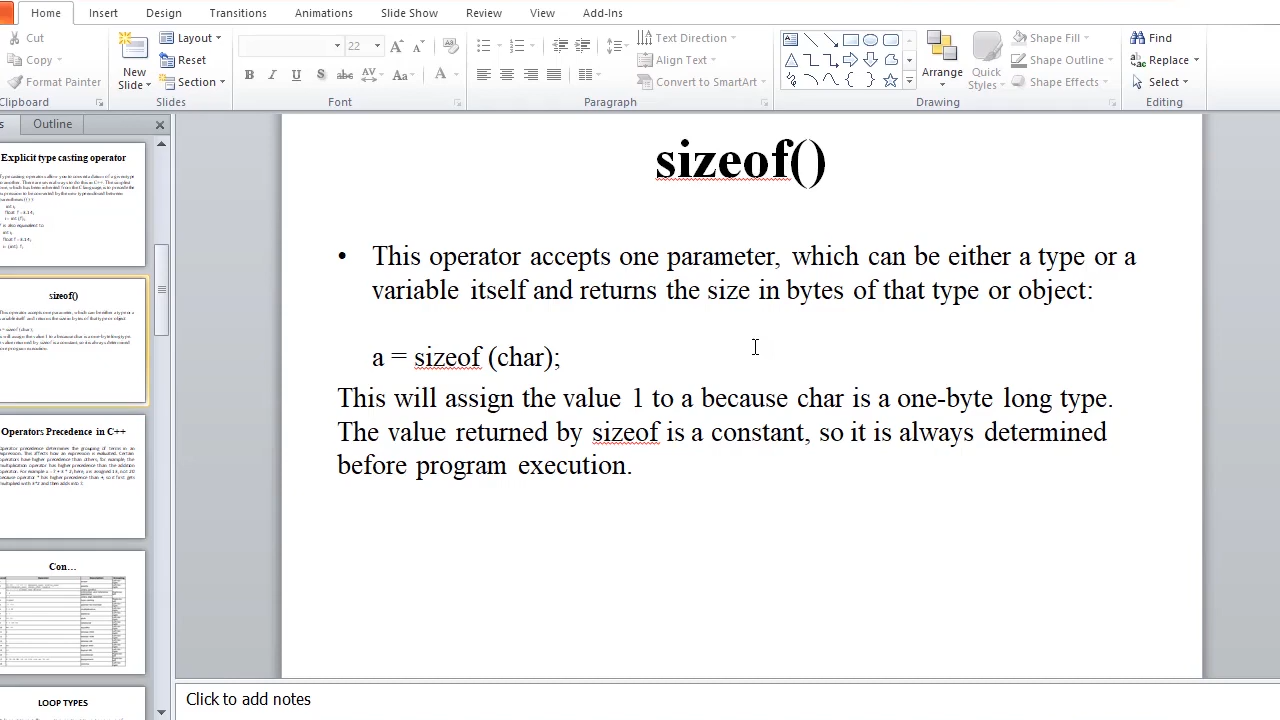 Home Insert Design Transitions Animations Slide Show Review View Add-Ins
Cut
Copy
Format Painter
Clipboard
New
Slide
Layout
Reset
Section
Slides
22
Font
Text Direction
Align Text
Convert to SmartArt
Paragraph
Arrange
Quick
Styles
Shape Fill
Shape Outline
Shape Effects
Drawing
Find
Replace
Select
Editing
Outline
Explicit type casting operator
sizeof()
Operators Precedence in C++
Con…
LOOP TYPES
sizeof()
• This operator accepts one parameter, which can be either a type or a
variable itself and returns the size in bytes of that type or object:
a = sizeof (char);
This will assign the value 1 to a because char is a one-byte long type.
The value returned by sizeof is a constant, so it is always determined
before program execution.
Click to add notes